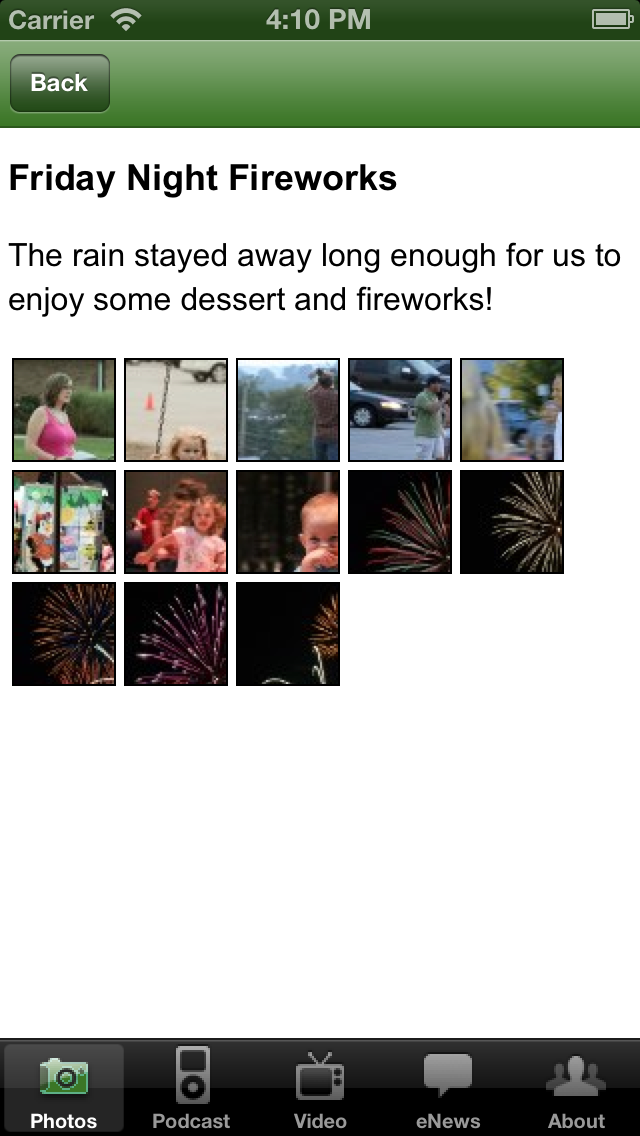 Carrier 4:10 PM
Back
Friday Night Fireworks
The rain stayed away long enough for us to
enjoy some dessert and fireworks!
Photos Podcast Video eNews About